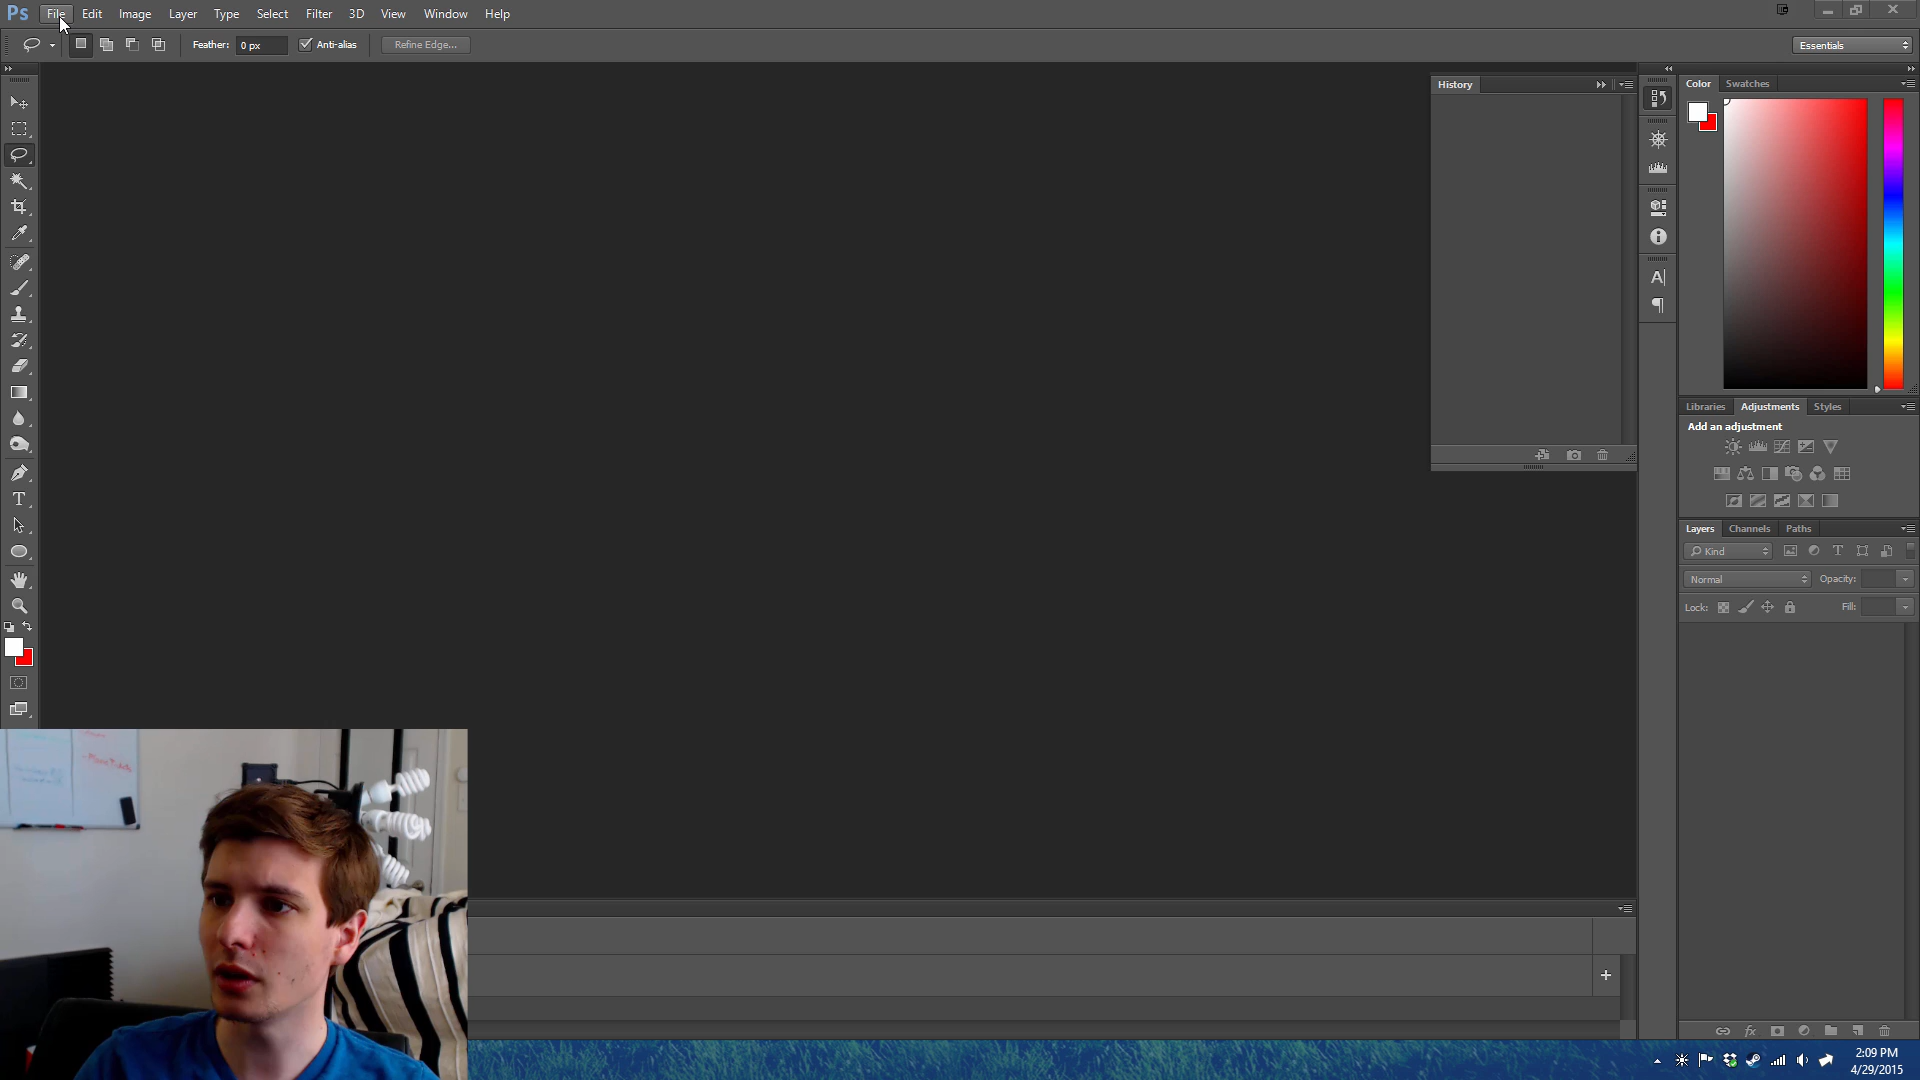 Ps File Edit Image Layer Type Select Filter 3D View Window Help
Feather: 0 px Anti-alias Refine Edge... Essentials
History
Color Swatches
Libraries Adjustments Styles
Add an adjustment
Layers Channels Paths
Kind
Normal Opacity:
Lock: Fill:
2:09 PM
4/29/2015